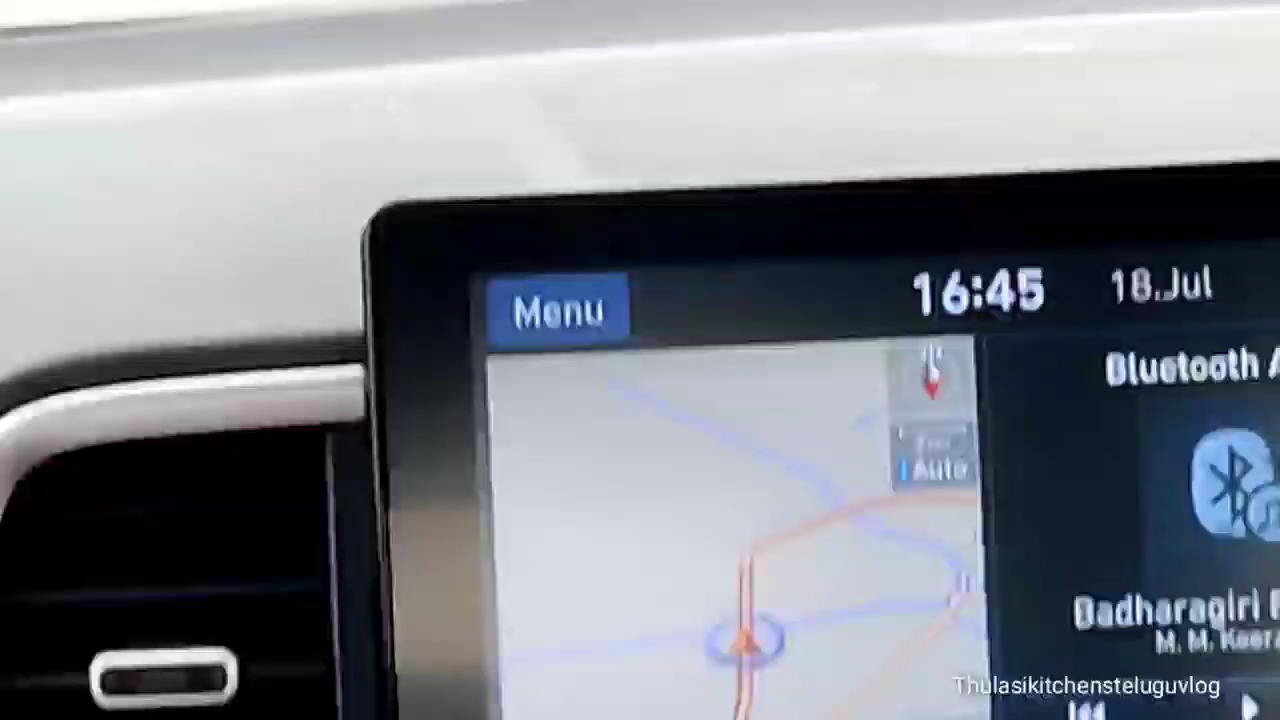 Menu
16:45
18.Jul
Auto
Bluetooth A
Badharagiri
M. M. Keera
Thulasikitchensteluguvlog